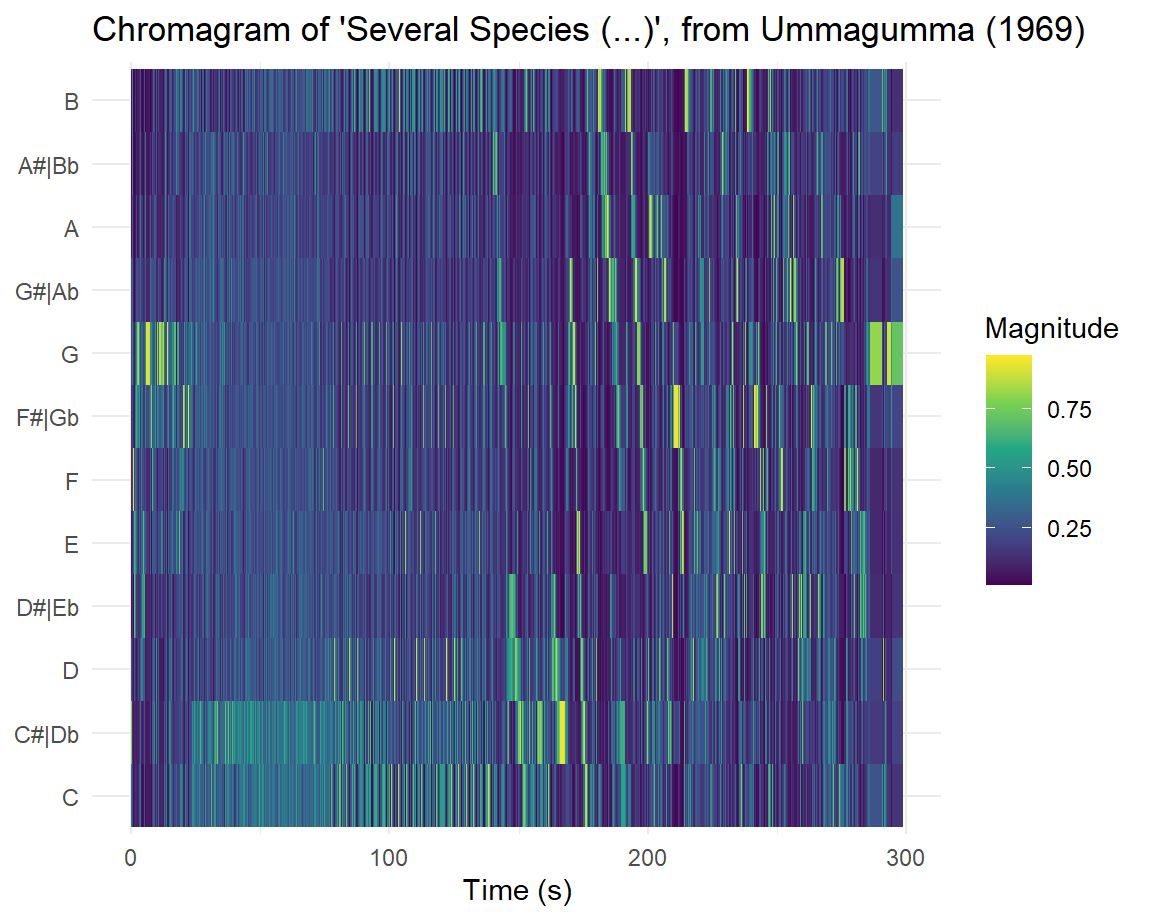 Chromagram of 'Several Species (...)', from Ummagumma (1969)
B
A#|Bb
A
G#|Ab
G
F#|Gb
F
E
D#|Eb
D
C#|Db
C
0
100
200
300
Time (s)
Magnitude
0.75
0.50
0.25